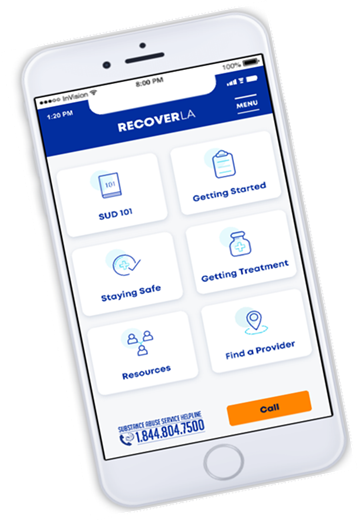 ●●●○○ InVision 8:00 PM 100%
1:20 PM
MENU
RECOVERLA
101
SUD 101
Getting Started
Staying Safe
Getting Treatment
Resources
Find a Provider
SUBSTANCE ABUSE SERVICE HELPLINE
1.844.804.7500
Call